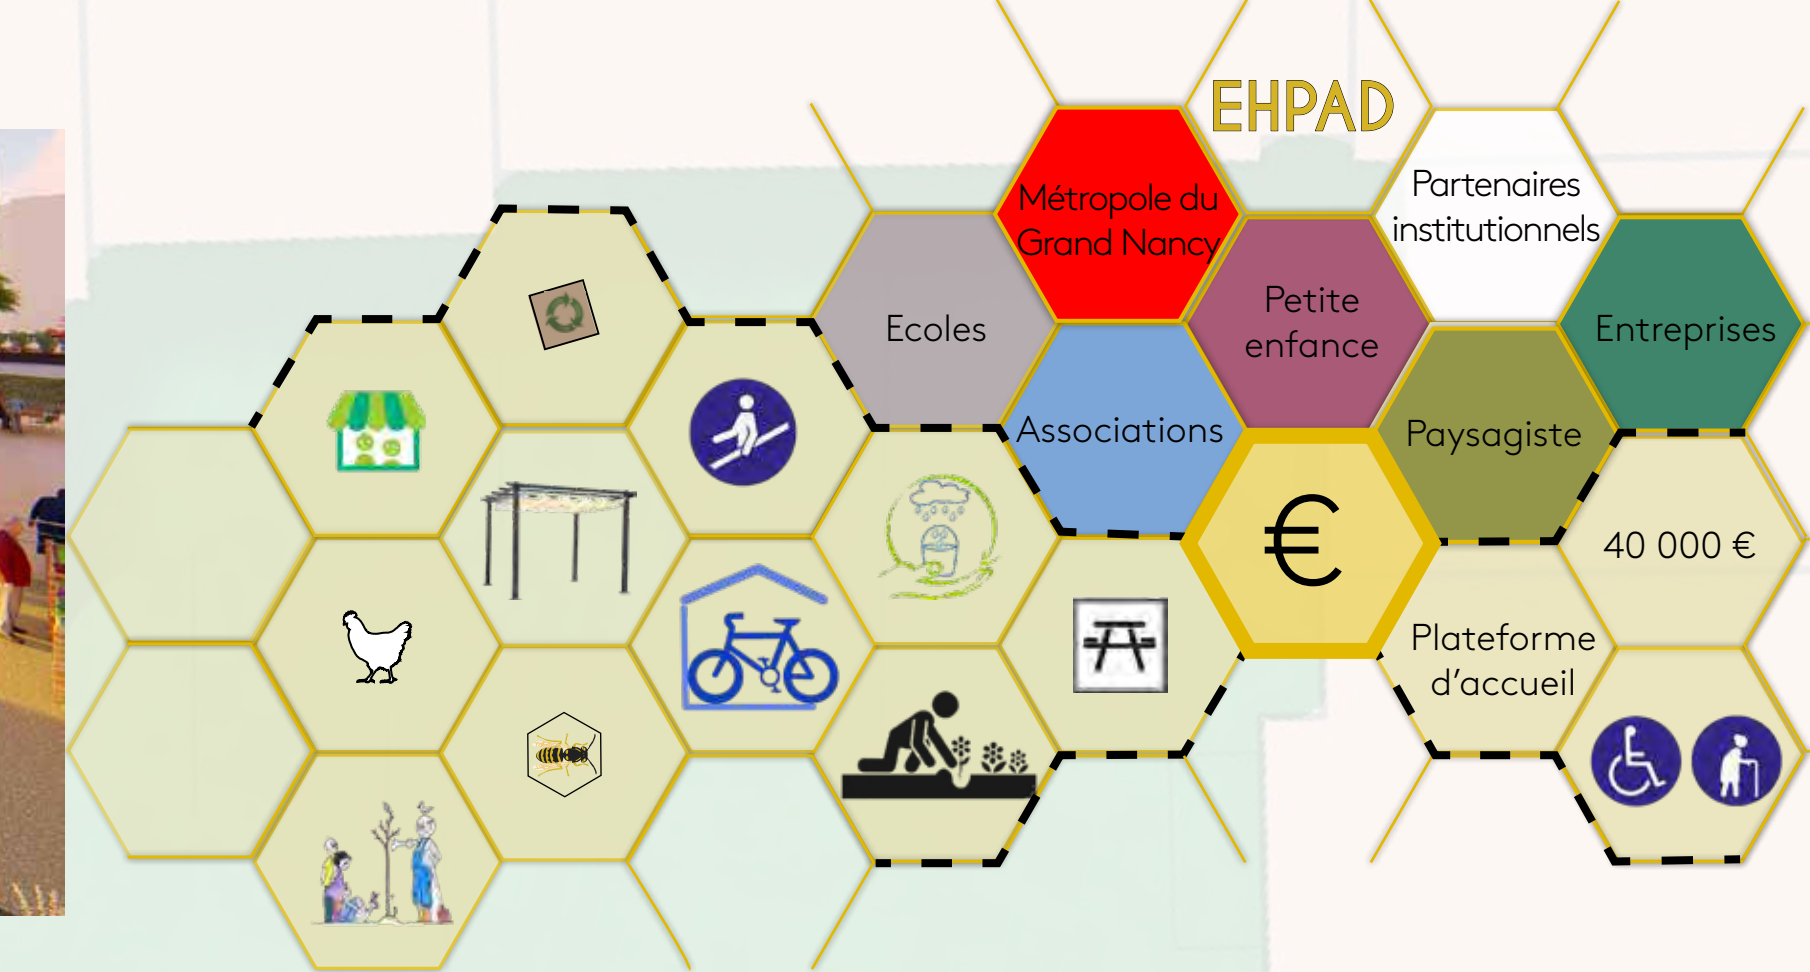 EHPAD
Métropole du
Grand Nancy
Partenaires
institutionnels
Ecoles
Petite
enfance
Entreprises
Associations
Paysagiste
€
40 000 €
Plateforme
d’accueil